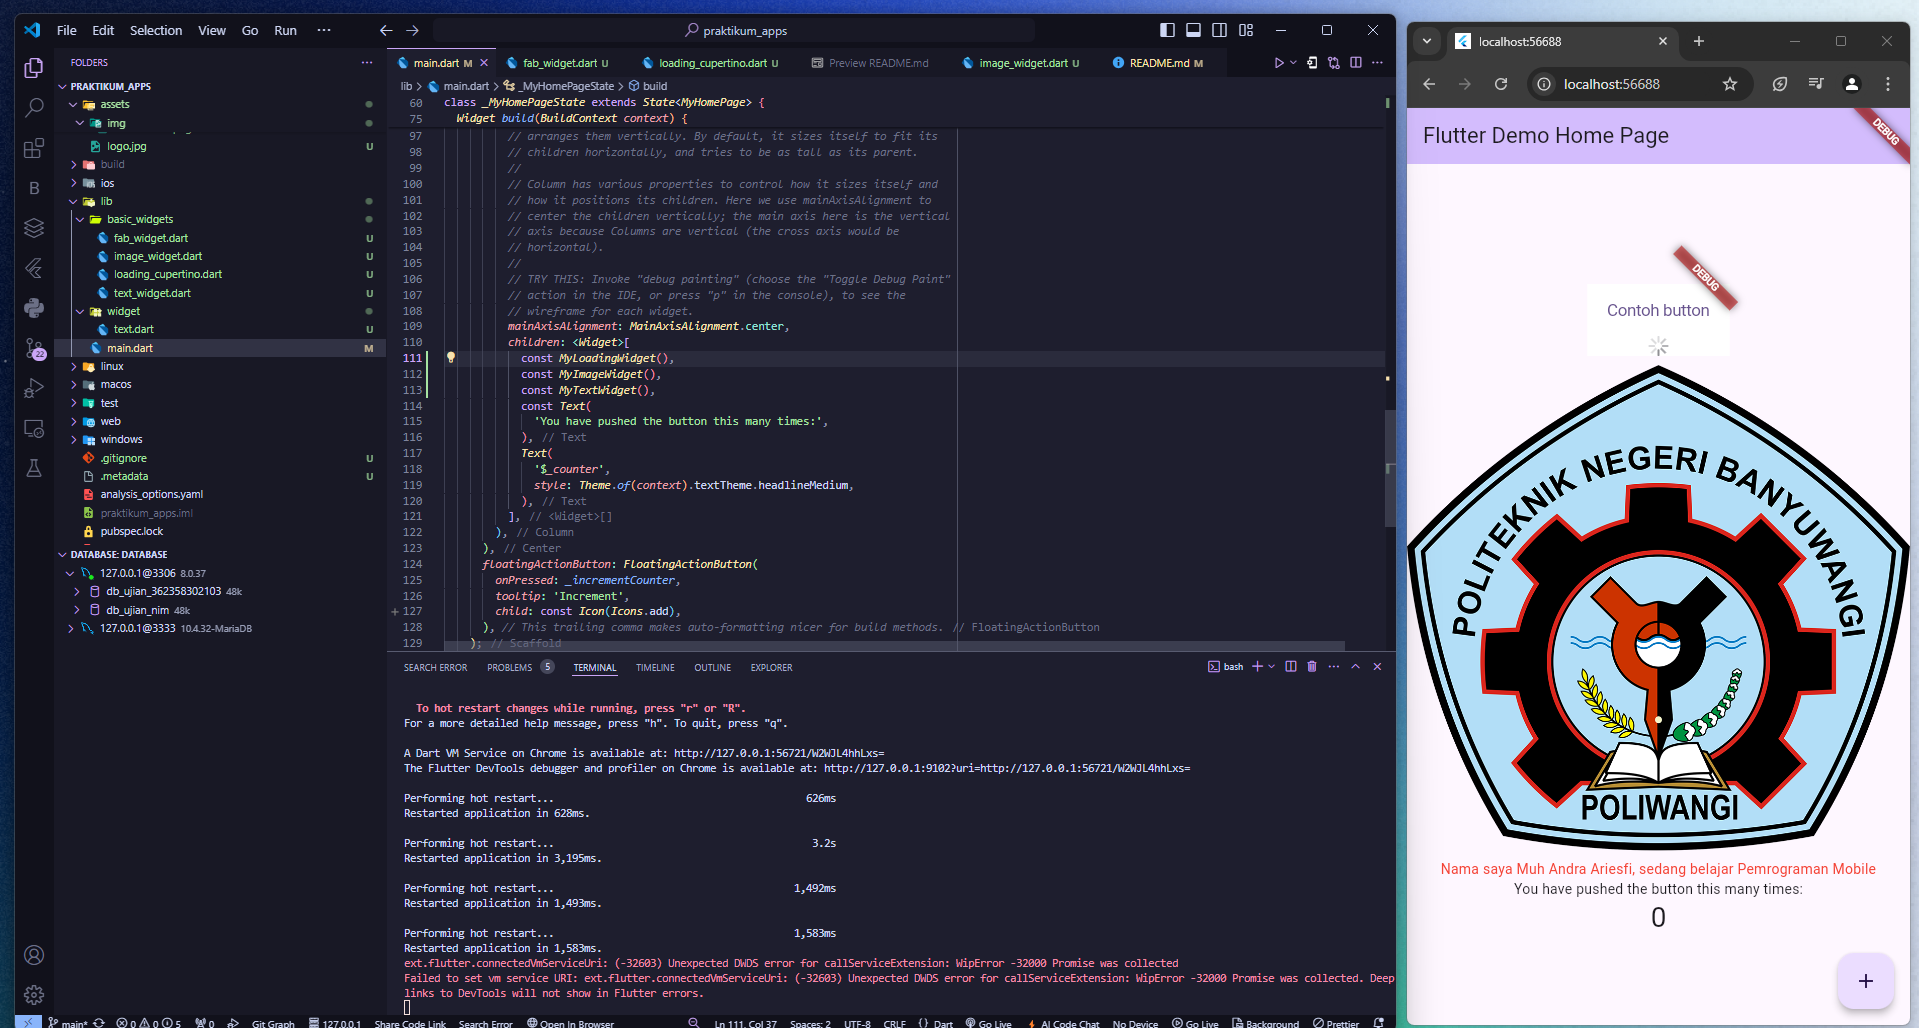 File Edit Selection View Go Run ···
praktikum_apps
FOLDERS
PRAKTIKUM_APPS
assets
img
logo.jpg U
build
ios
lib
basic_widgets
fab_widget.dart U
image_widget.dart U
loading_cupertino.dart U
text_widget.dart U
widget
text.dart U
main.dart M
linux
macos
test
web
windows
.gitignore U
.metadata U
analysis_options.yaml
praktikum_apps.iml
pubspec.lock
DATABASE: DATABASE
127.0.0.1@3306 8.0.37
db_ujian_362358302103 48k
db_ujian_nim 48k
127.0.0.1@3333 10.4.32-MariaDB
B
22
main.dart M fab_widget.dart U loading_cupertino.dart U Preview README.md image_widget.dart U README.md M
lib > main.dart > _MyHomePageState > build
60 class _MyHomePageState extends State<MyHomePage> {
75 Widget build(BuildContext context) {
97 // arranges them vertically. By default, it sizes itself to fit its
98 // children horizontally, and tries to be as tall as its parent.
99 //
100 // Column has various properties to control how it sizes itself and
101 // how it positions its children. Here we use mainAxisAlignment to
102 // center the children vertically; the main axis here is the vertical
103 // axis because Columns are vertical (the cross axis would be
104 // horizontal).
105 //
106 // TRY THIS: Invoke "debug painting" (choose the "Toggle Debug Paint"
107 // action in the IDE, or press "p" in the console), to see the
108 // wireframe for each widget.
109 mainAxisAlignment: MainAxisAlignment.center,
110 children: <Widget>[
111 const MyLoadingWidget(),
112 const MyImageWidget(),
113 const MyTextWidget(),
114 const Text(
115 'You have pushed the button this many times:',
116 ), // Text
117 Text(
118 '$_counter',
119 style: Theme.of(context).textTheme.headlineMedium,
120 ), // Text
121 ], // <Widget>[]
122 ), // Column
123 ), // Center
124 floatingActionButton: FloatingActionButton(
125 onPressed: _incrementCounter,
126 tooltip: 'Increment',
127 child: const Icon(Icons.add),
128 ), // This trailing comma makes auto-formatting nicer for build methods. // FloatingActionButton
129 ); // Scaffold
SEARCH ERROR PROBLEMS 5 TERMINAL TIMELINE OUTLINE EXPLORER bash
To hot restart changes while running, press "r" or "R".
For a more detailed help message, press "h". To quit, press "q".
A Dart VM Service on Chrome is available at: http://127.0.0.1:56721/W2WJL4hhLxs=
The Flutter DevTools debugger and profiler on Chrome is available at: http://127.0.0.1:9102?uri=http://127.0.0.1:56721/W2WJL4hhLxs=
Performing hot restart... 626ms
Restarted application in 628ms.
Performing hot restart... 3.2s
Restarted application in 3,195ms.
Performing hot restart... 1,492ms
Restarted application in 1,493ms.
Performing hot restart... 1,583ms
Restarted application in 1,583ms.
ext.flutter.connectedVmServiceUri: (-32603) Unexpected DWDS error for callServiceExtension: WipError -32000 Promise was collected
Failed to set vm service URI: ext.flutter.connectedVmServiceUri: (-32603) Unexpected DWDS error for callServiceExtension: WipError -32000 Promise was collected. Deep
links to DevTools will not show in Flutter errors.
main* 0 0 5 0 Git Graph 127.0.0.1 Share Code Link Search Error Open In Browser Ln 111, Col 37 Spaces: 2 UTF-8 CRLF {} Dart Go Live AI Code Chat No Device Go Live Background Prettier
localhost:56688
localhost:56688
Flutter Demo Home Page
DEBUG
DEBUG
Contoh button
POLITEKNIK NEGERI BANYUWANGI
POLIWANGI
Nama saya Muh Andra Ariesfi, sedang belajar Pemrograman Mobile
You have pushed the button this many times:
0